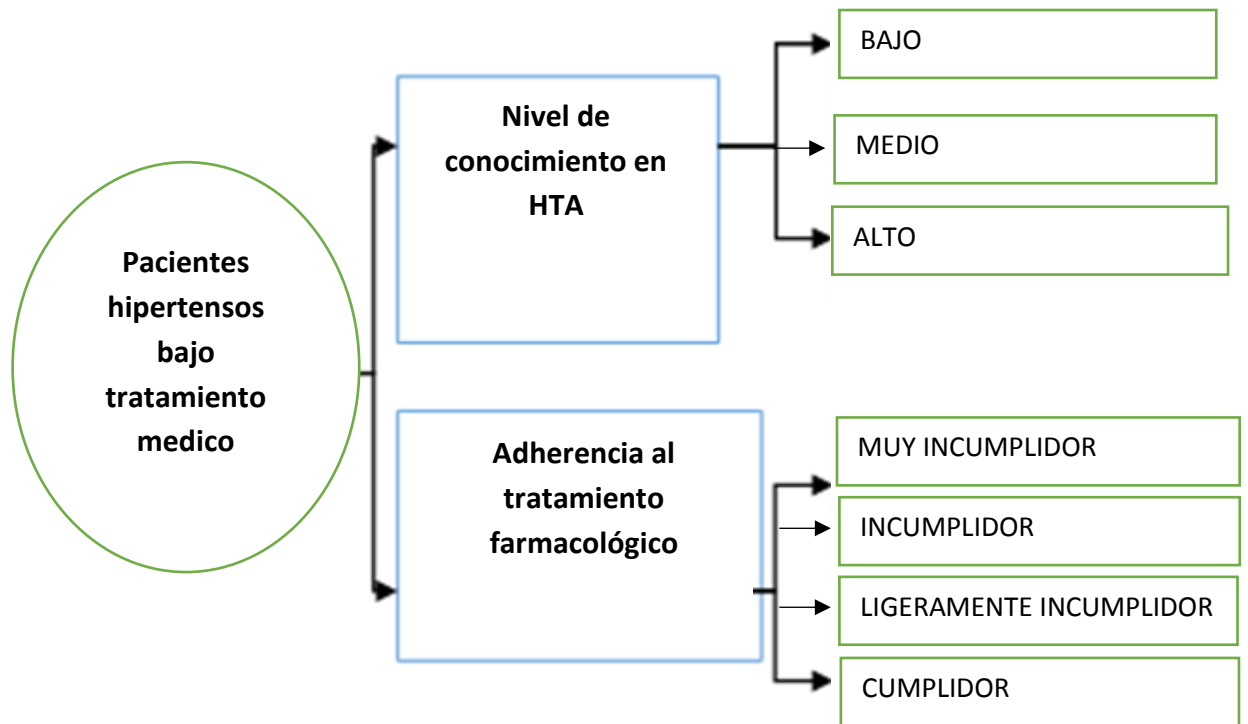 Pacientes
hipertensos
bajo
tratamiento
medico
Nivel de
conocimiento en
HTA
BAJO
MEDIO
ALTO
Adherencia al
tratamiento
farmacológico
MUY INCUMPLIDOR
INCUMPLIDOR
LIGERAMENTE INCUMPLIDOR
CUMPLIDOR